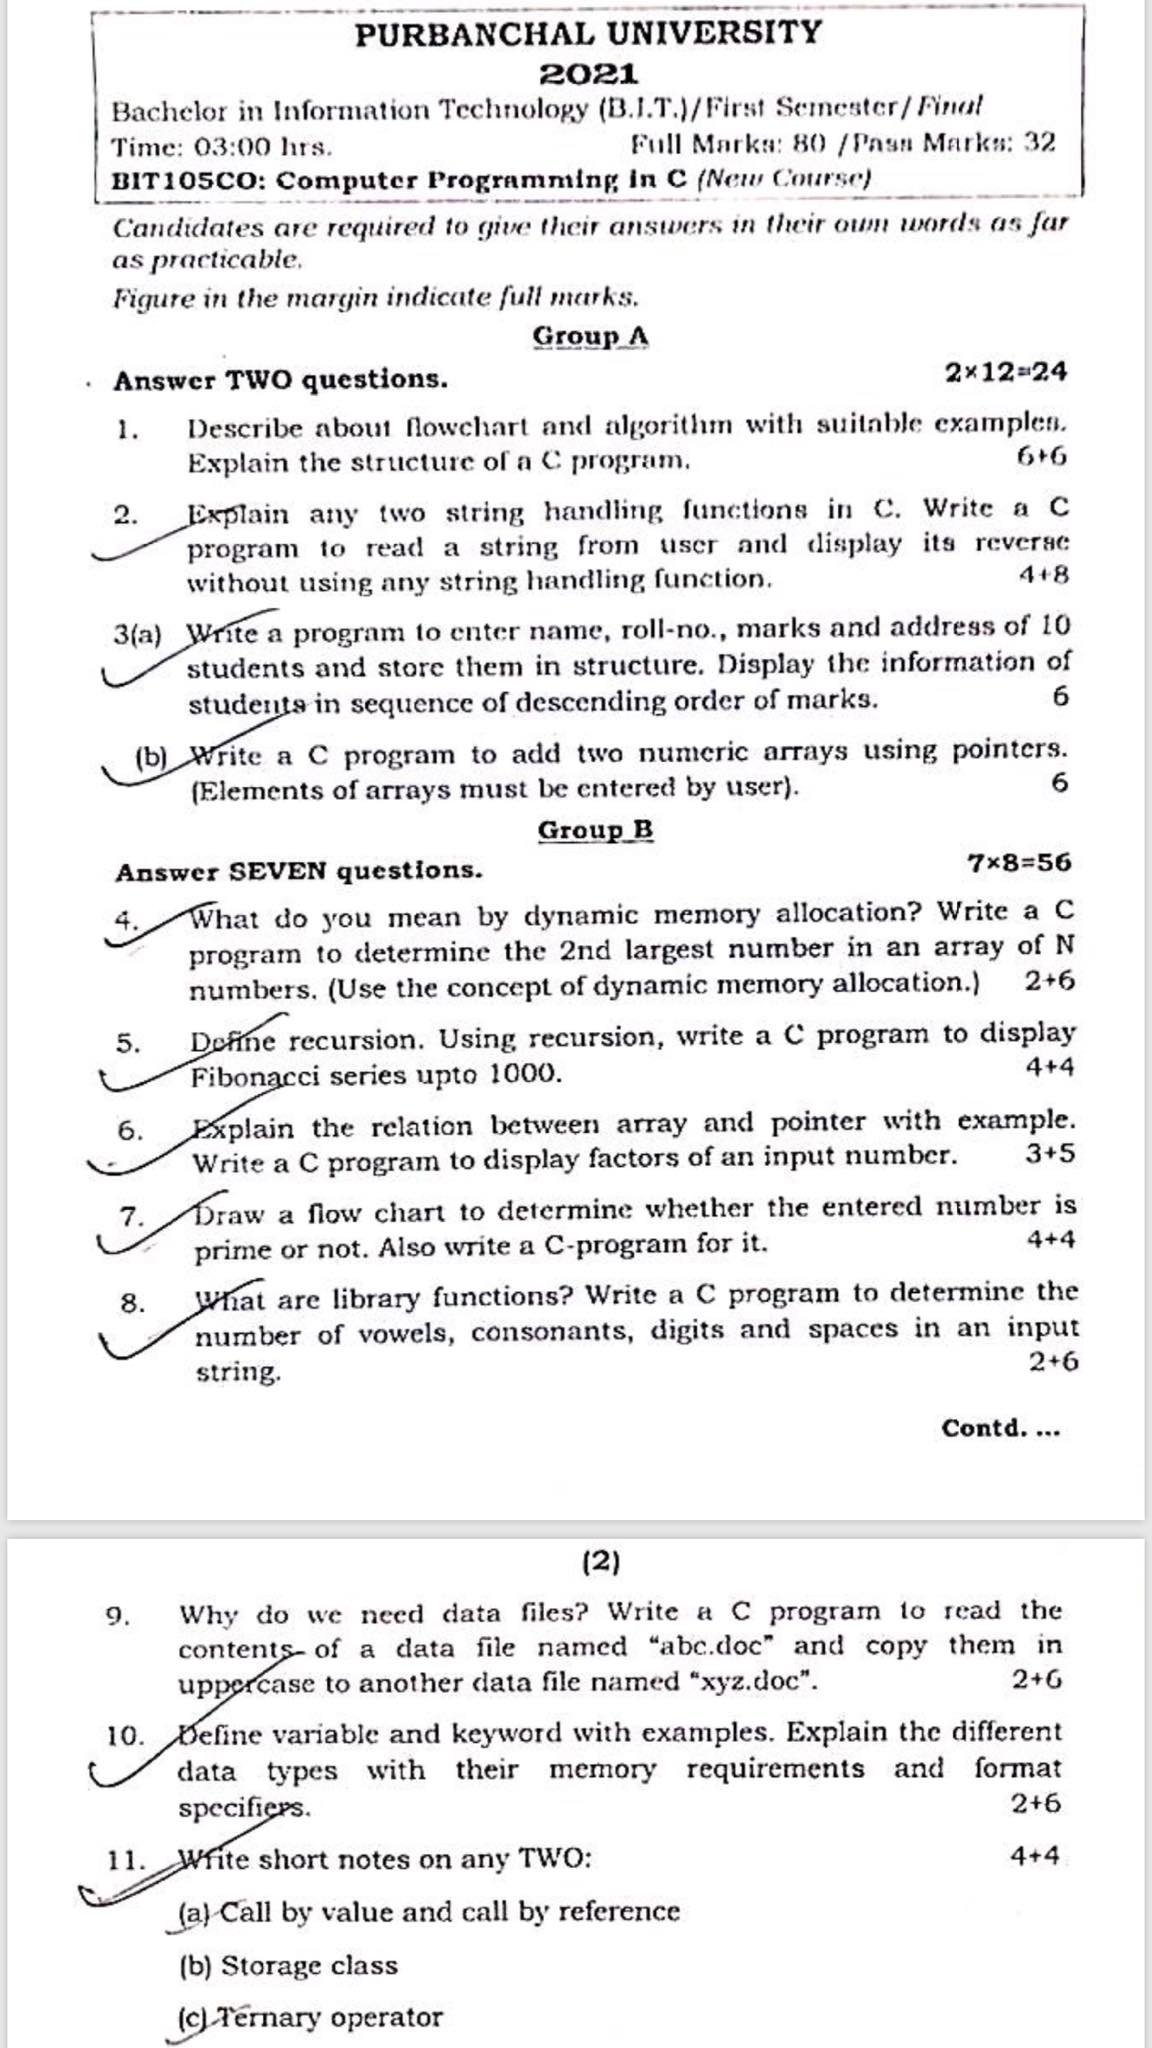 PURBANCHAL UNIVERSITY
2021
Bachelor in Information Technology (B.I.T.)/First Semester/Final
Time: 03:00 hrs. Full Marks: 80 /Pass Marks: 32
BIT105CO: Computer Programming in C (New Course)
Candidates are required to give their answers in their own words as far
as practicable.
Figure in the margin indicate full marks.
Group A
Answer TWO questions. 2×12=24
1. Describe about flowchart and algorithm with suitable examples.
Explain the structure of a C program. 6+6
2. Explain any two string handling functions in C. Write a C
program to read a string from user and display its reverse
without using any string handling function. 4+8
3(a) Write a program to enter name, roll-no., marks and address of 10
students and store them in structure. Display the information of
students in sequence of descending order of marks. 6
(b) Write a C program to add two numeric arrays using pointers.
(Elements of arrays must be entered by user). 6
Group B
Answer SEVEN questions. 7×8=56
4. What do you mean by dynamic memory allocation? Write a C
program to determine the 2nd largest number in an array of N
numbers. (Use the concept of dynamic memory allocation.) 2+6
5. Define recursion. Using recursion, write a C program to display
Fibonacci series upto 1000. 4+4
6. Explain the relation between array and pointer with example.
Write a C program to display factors of an input number. 3+5
7. Draw a flow chart to determine whether the entered number is
prime or not. Also write a C-program for it. 4+4
8. What are library functions? Write a C program to determine the
number of vowels, consonants, digits and spaces in an input
string. 2+6
Contd. ...
(2)
9. Why do we need data files? Write a C program to read the
contents of a data file named “abc.doc” and copy them in
uppercase to another data file named “xyz.doc”. 2+6
10. Define variable and keyword with examples. Explain the different
data types with their memory requirements and format
specifiers. 2+6
11. Write short notes on any TWO: 4+4
(a) Call by value and call by reference
(b) Storage class
(c) Ternary operator